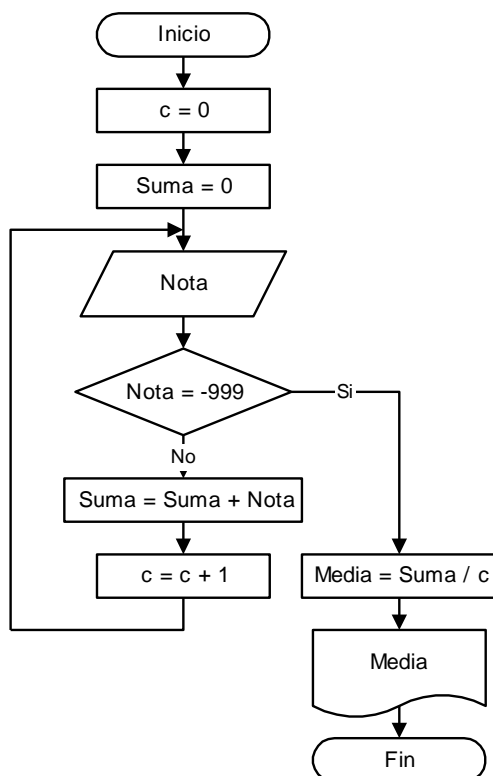 Inicio
c = 0
Suma = 0
Nota
Nota = -999
Si
No
Suma = Suma + Nota
c = c + 1
Media = Suma / c
Media
Fin